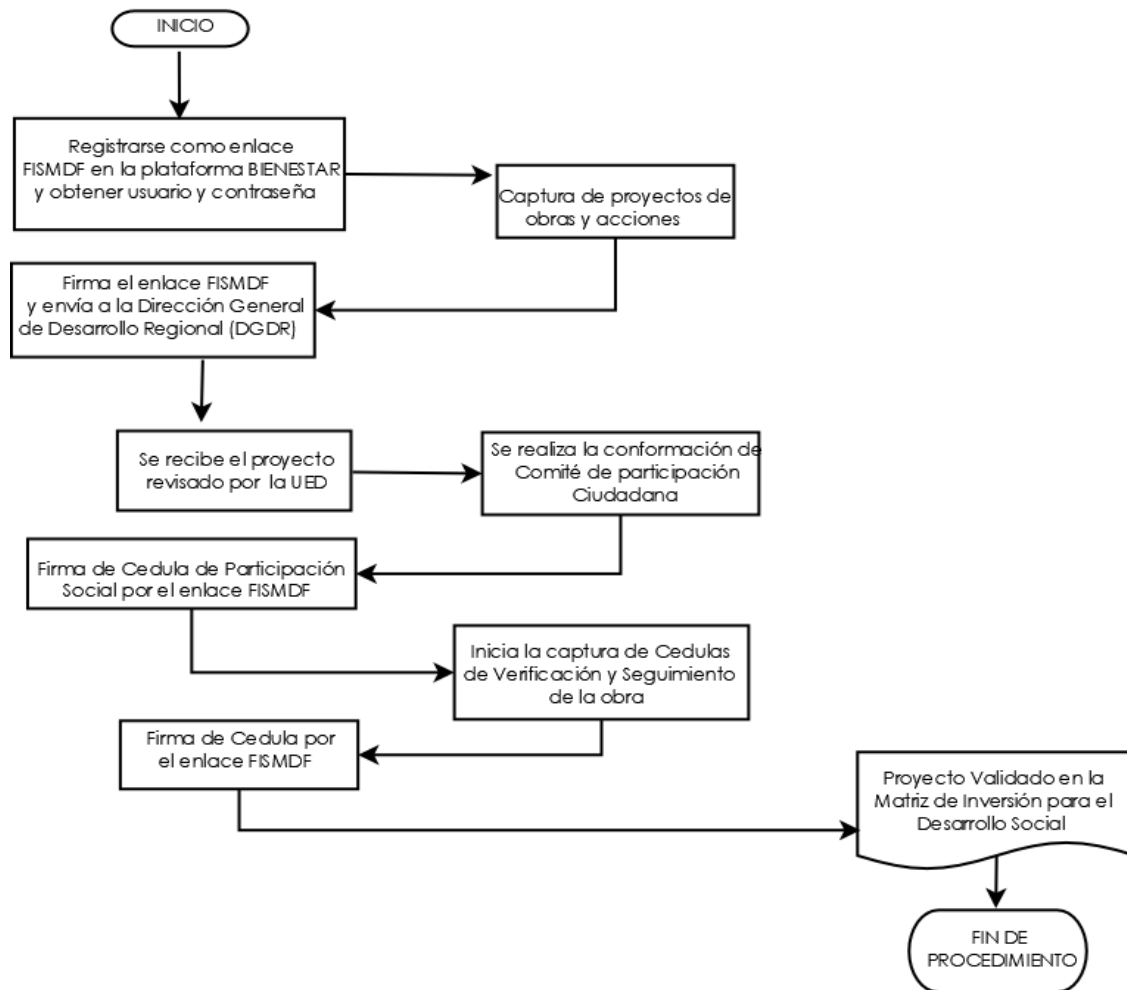 INICIO
Registrarse como enlace
FISMDF en la plataforma BIENESTAR
y obtener usuario y contraseña
Captura de proyectos de
obras y acciones
Firma el enlace FISMDF
y envía a la Dirección General
de Desarrollo Regional (DGDR)
Se recibe el proyecto
revisado por la UED
Se realiza la conformación de
Comité de participación
Ciudadana
Firma de Cedula de Participación
Social por el enlace FISMDF
Inicia la captura de Cedulas
de Verificación y Seguimiento
de la obra
Firma de Cedula por
el enlace FISMDF
Proyecto Validado en la
Matriz de Inversión para el
Desarrollo Social
FIN DE
PROCEDIMIENTO